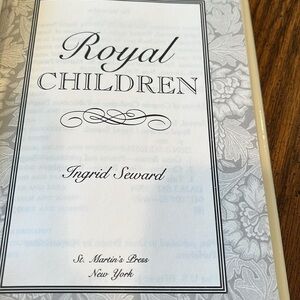 Royal
CHILDREN
Ingrid Seward
St. Martin's Press
New York